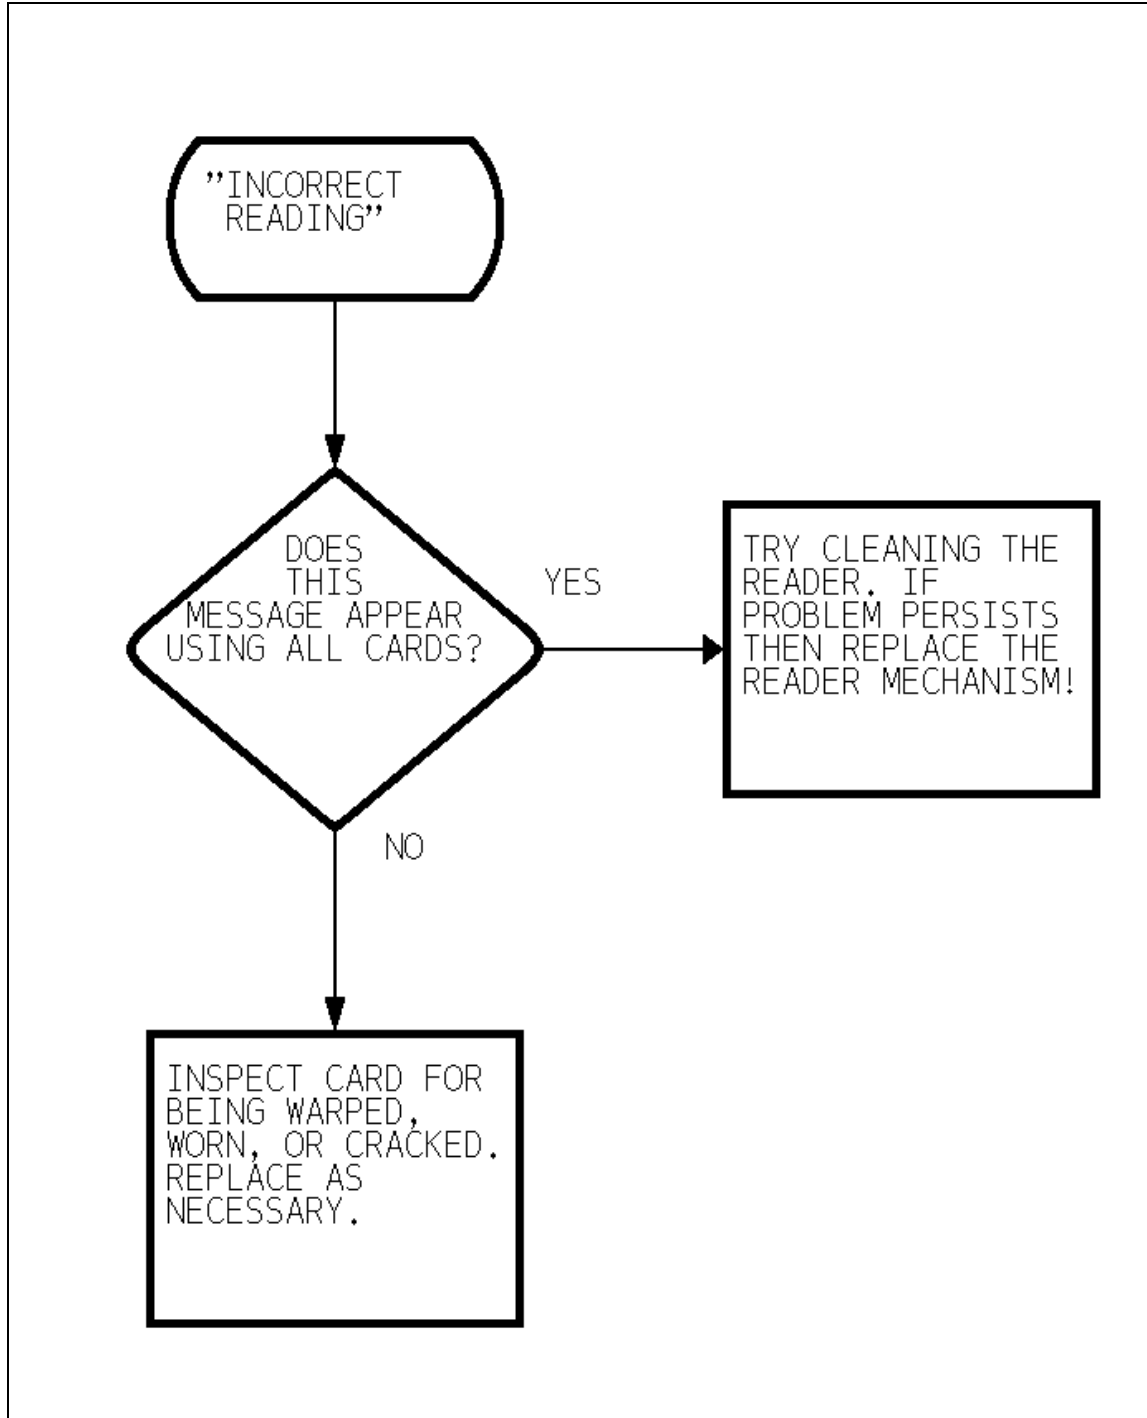 ”INCORRECT
READING”
DOES
THIS
MESSAGE APPEAR
USING ALL CARDS?
YES
TRY CLEANING THE
READER. IF
PROBLEM PERSISTS
THEN REPLACE THE
READER MECHANISM!
NO
INSPECT CARD FOR
BEING WARPED,
WORN, OR CRACKED.
REPLACE AS
NECESSARY.